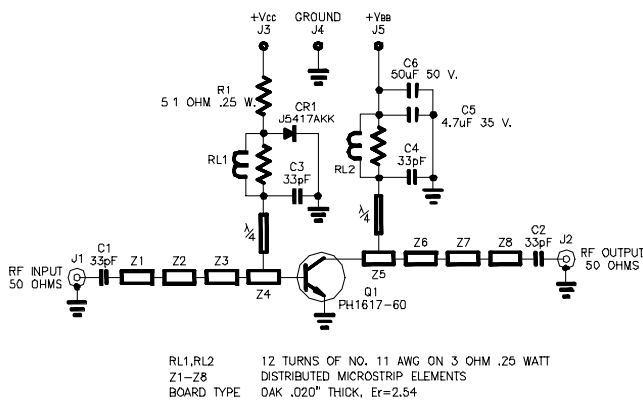 +Vcc GROUND +VBB
J3 J4 J5
R1
5 1 OHM .25 W.
CR1
J5417AKK
C6
50uF 50 V.
C5
4.7uF 35 V.
RL1
C3
33pF
RL2
C4
33pF
λ/4
λ/4
J1
RF INPUT
50 OHMS
C1
33pF
Z1 Z2 Z3 Z4
Q1
PH1617-60
Z5 Z6 Z7 Z8
C2
33pF
J2
RF OUTPUT
50 OHMS
RL1,RL2 12 TURNS OF NO. 11 AWG ON 3 OHM .25 WATT
Z1-Z8 DISTRIBUTED MICROSTRIP ELEMENTS
BOARD TYPE OAK .020" THICK, Er=2.54